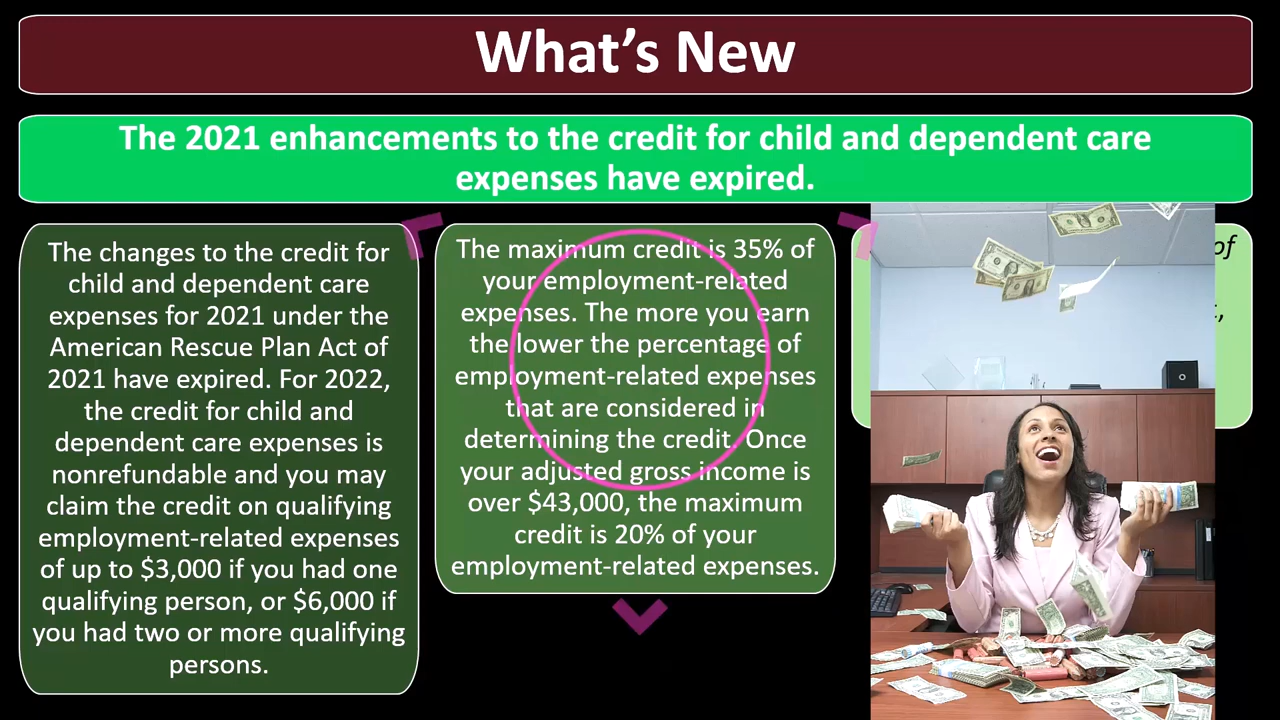 What's New
The 2021 enhancements to the credit for child and dependent care
expenses have expired.
The changes to the credit for
child and dependent care
expenses for 2021 under the
American Rescue Plan Act of
2021 have expired. For 2022,
the credit for child and
dependent care expenses is
nonrefundable and you may
claim the credit on qualifying
employment-related expenses
of up to $3,000 if you had one
qualifying person, or $6,000 if
you had two or more qualifying
persons.
The maximum credit is 35% of
your employment-related
expenses. The more you earn
the lower the percentage of
employment-related expenses
that are considered in
determining the credit. Once
your adjusted gross income is
over $43,000, the maximum
credit is 20% of your
employment-related expenses.
of